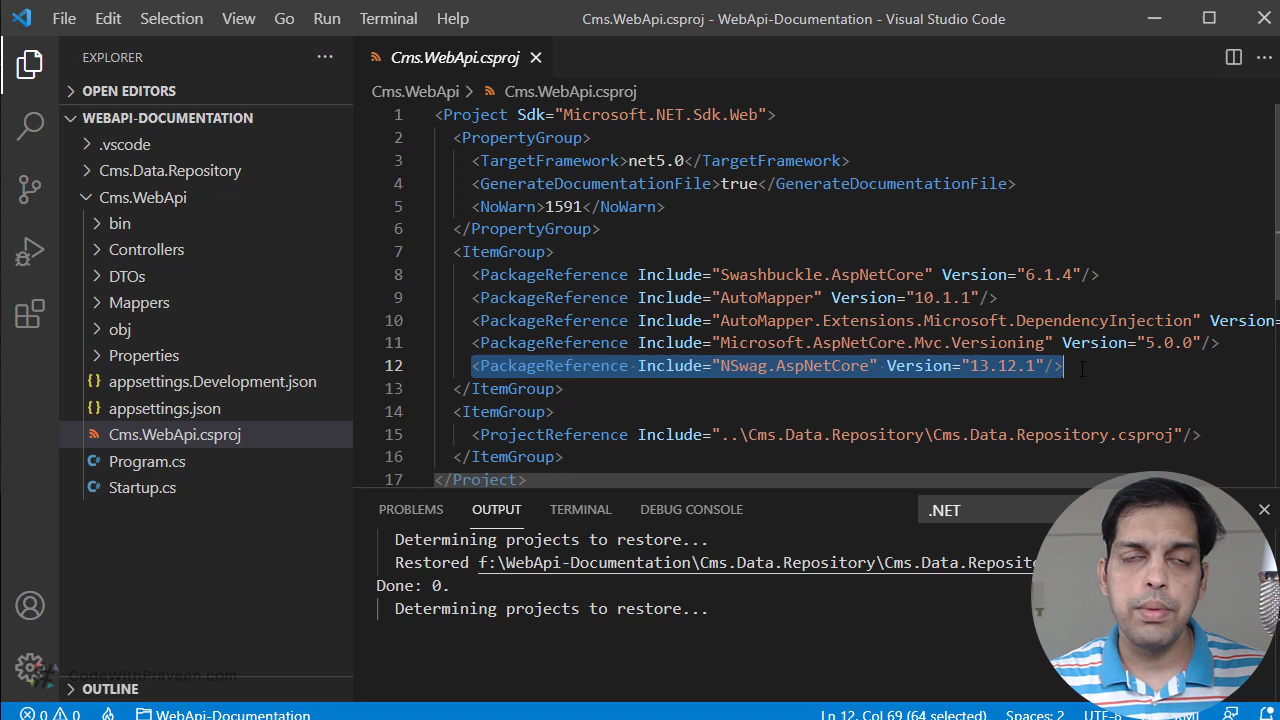 File Edit Selection View Go Run Terminal Help Cms.WebApi.csproj - WebApi-Documentation - Visual Studio Code
EXPLORER
OPEN EDITORS
WEBAPI-DOCUMENTATION
.vscode
Cms.Data.Repository
Cms.WebApi
bin
Controllers
DTOs
Mappers
obj
Properties
{} appsettings.Development.json
{} appsettings.json
Cms.WebApi.csproj
C# Program.cs
C# Startup.cs
OUTLINE
Cms.WebApi.csproj
Cms.WebApi > Cms.WebApi.csproj
1 <Project Sdk="Microsoft.NET.Sdk.Web">
2 <PropertyGroup>
3 <TargetFramework>net5.0</TargetFramework>
4 <GenerateDocumentationFile>true</GenerateDocumentationFile>
5 <NoWarn>1591</NoWarn>
6 </PropertyGroup>
7 <ItemGroup>
8 <PackageReference Include="Swashbuckle.AspNetCore" Version="6.1.4"/>
9 <PackageReference Include="AutoMapper" Version="10.1.1"/>
10 <PackageReference Include="AutoMapper.Extensions.Microsoft.DependencyInjection" Version=
11 <PackageReference Include="Microsoft.AspNetCore.Mvc.Versioning" Version="5.0.0"/>
12 <PackageReference Include="NSwag.AspNetCore" Version="13.12.1"/>
13 </ItemGroup>
14 <ItemGroup>
15 <ProjectReference Include="..\Cms.Data.Repository\Cms.Data.Repository.csproj"/>
16 </ItemGroup>
17 </Project>
PROBLEMS OUTPUT TERMINAL DEBUG CONSOLE .NET
Determining projects to restore...
Restored f:\WebApi-Documentation\Cms.Data.Repository\Cms.Data.Reposito
Done: 0.
Determining projects to restore...
CodeWithPraveen.com
0 0 WebApi-Documentation Ln 12, Col 69 (64 selected) Spaces: 2 UTF-8